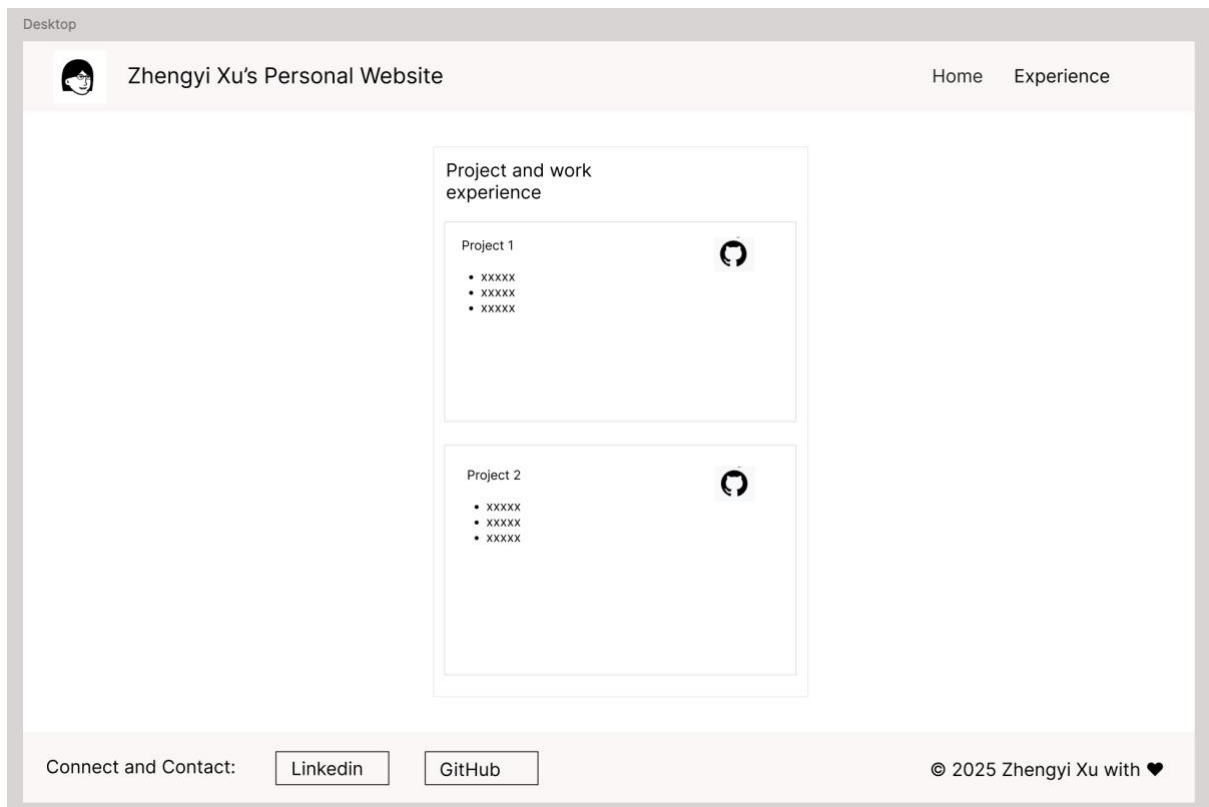 Desktop
Zhengyi Xu’s Personal Website
Home
Experience
Project and work
experience
Project 1
• xxxxx
• xxxxx
• xxxxx
Project 2
• xxxxx
• xxxxx
• xxxxx
Connect and Contact:
Linkedin
GitHub
© 2025 Zhengyi Xu with ♥